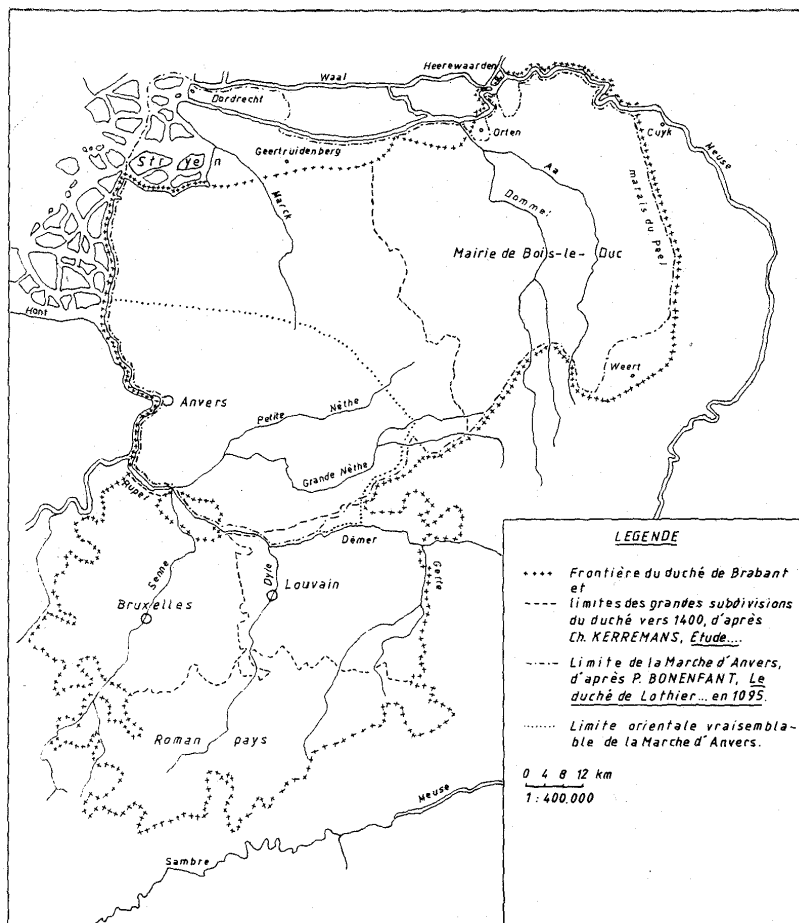 Heerewaarden
Waal
Dordrecht
Orten
Cuyk
Meuse
Geertruidenberg
Stryen
Aa
Dommel
Marck
marais du Peel
Mairie de Bois-le-Duc
Hont
Weert
Anvers
Petite Nèthe
Grande Nèthe
Rupel
Démer
Senne
Dyle
Louvain
Gette
Bruxelles
Roman pays
Meuse
Sambre
LEGENDE
++++ Frontière du duché de Brabant
et
---- limites des grandes subdivisions
du duché vers 1400, d'après
Ch. KERREMANS, Etude....
-·-·- Limite de la Marche d'Anvers,
d'après P. BONENFANT, Le
duché de Lothier... en 1095.
...... Limite orientale vraisembla-
ble de la Marche d'Anvers.
0 4 8 12 km
1:400.000